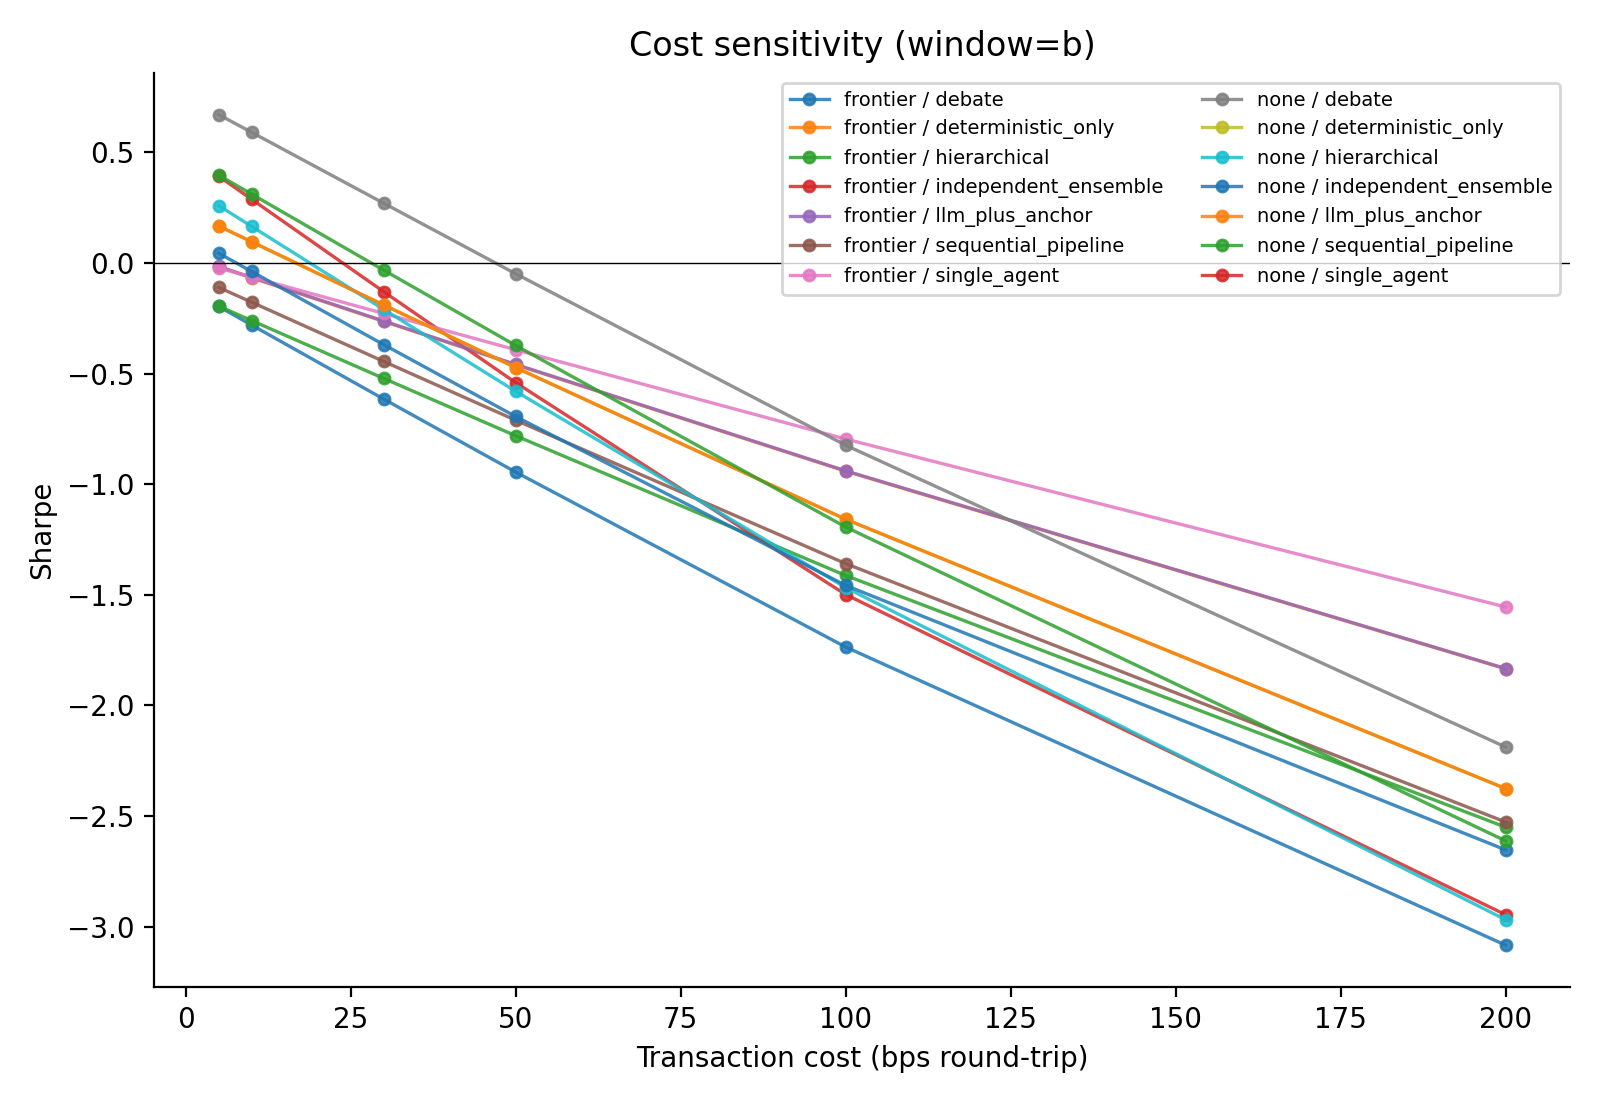 Cost sensitivity (window=b)
frontier / debate
frontier / deterministic_only
frontier / hierarchical
frontier / independent_ensemble
frontier / llm_plus_anchor
frontier / sequential_pipeline
frontier / single_agent
none / debate
none / deterministic_only
none / hierarchical
none / independent_ensemble
none / llm_plus_anchor
none / sequential_pipeline
none / single_agent
Sharpe
0.5
0.0
−0.5
−1.0
−1.5
−2.0
−2.5
−3.0
0 25 50 75 100 125 150 175 200
Transaction cost (bps round-trip)